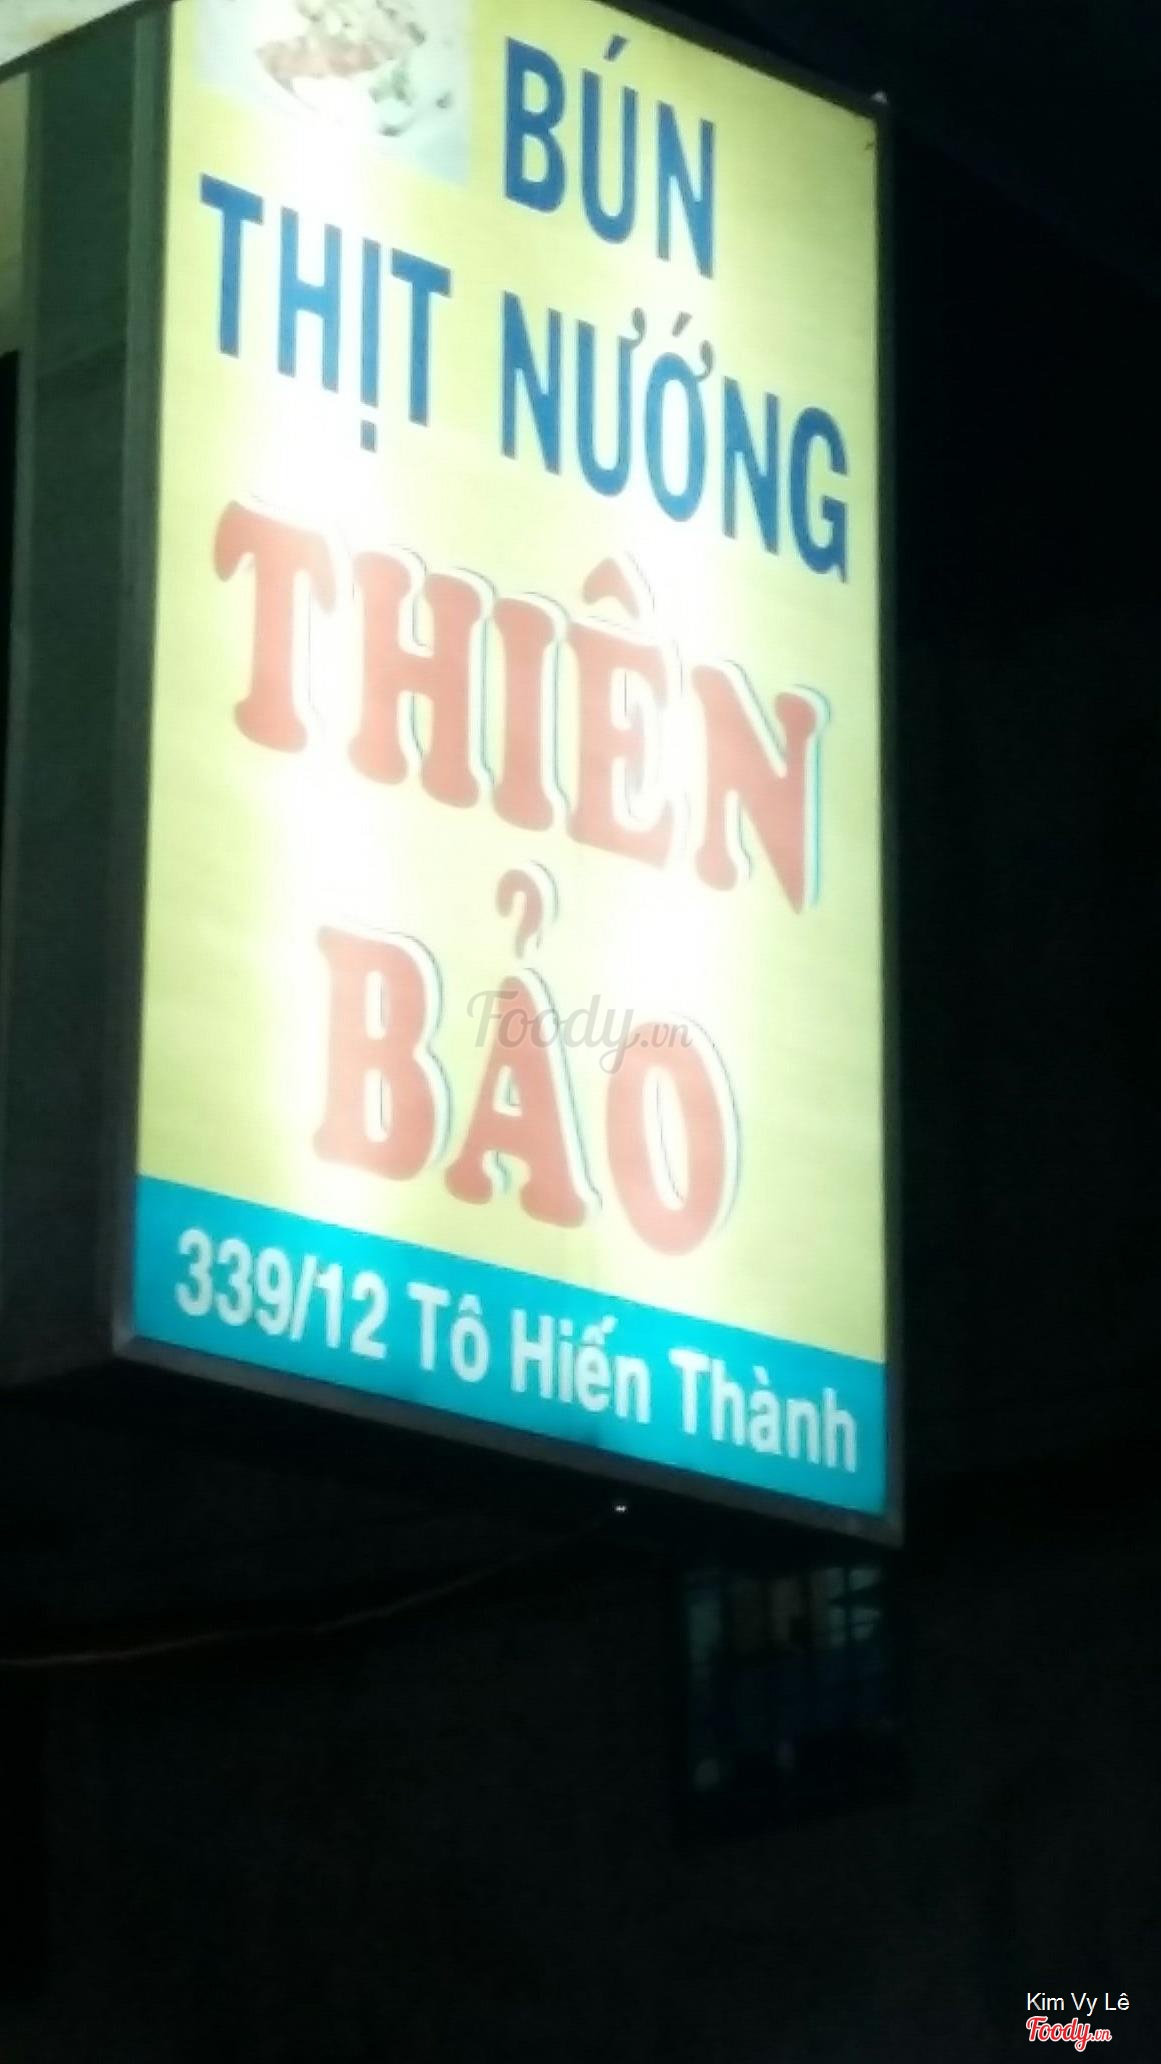 BÚN
THỊT NƯỚNG
THIÊN
BẢO
Foody.vn
339/12 Tô Hiến Thành
Kim Vy Lê
Foody.vn